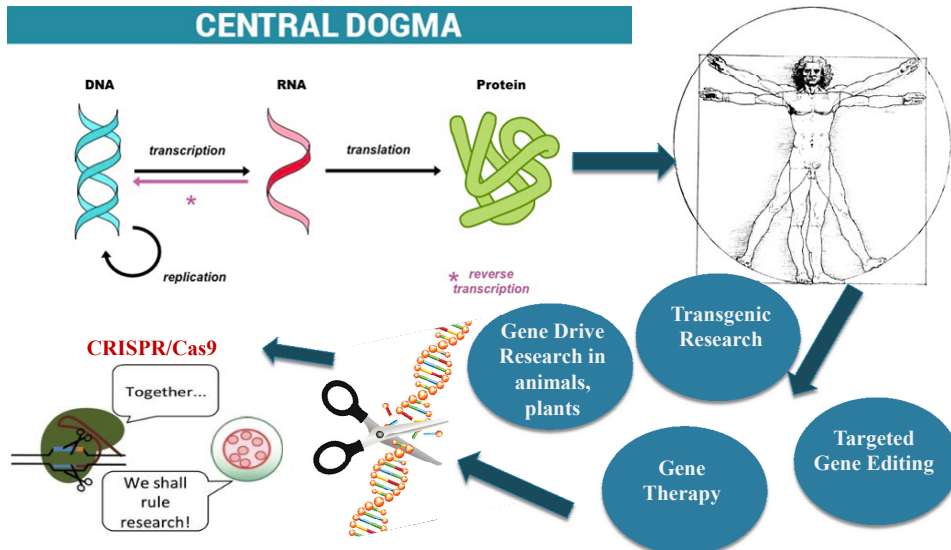 CENTRAL DOGMA
DNA
RNA
Protein
transcription
translation
*
replication
* reverse
transcription
Gene Drive
Research in
animals,
plants
Transgenic
Research
Targeted
Gene Editing
Gene
Therapy
CRISPR/Cas9
Together...
We shall
rule
research!